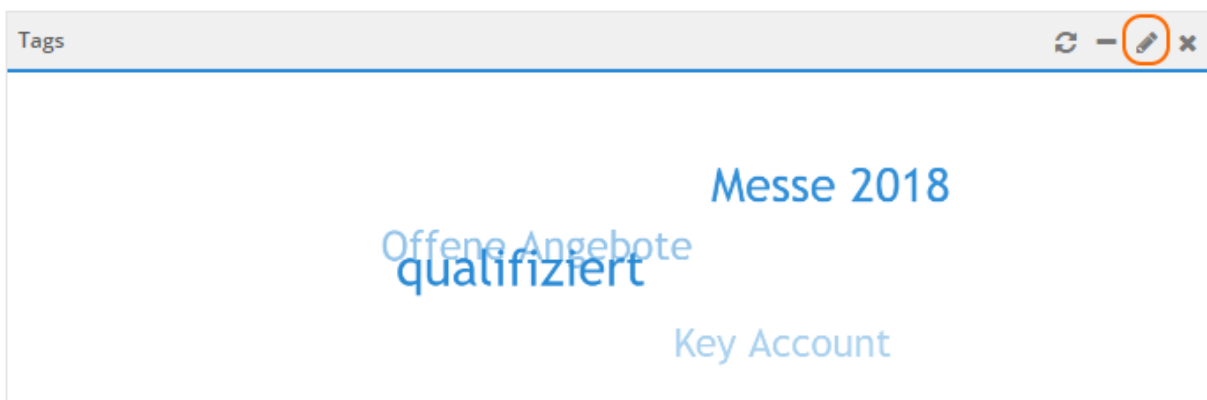 Tags
Messe 2018
Offene Angebote
qualifiziert
Key Account